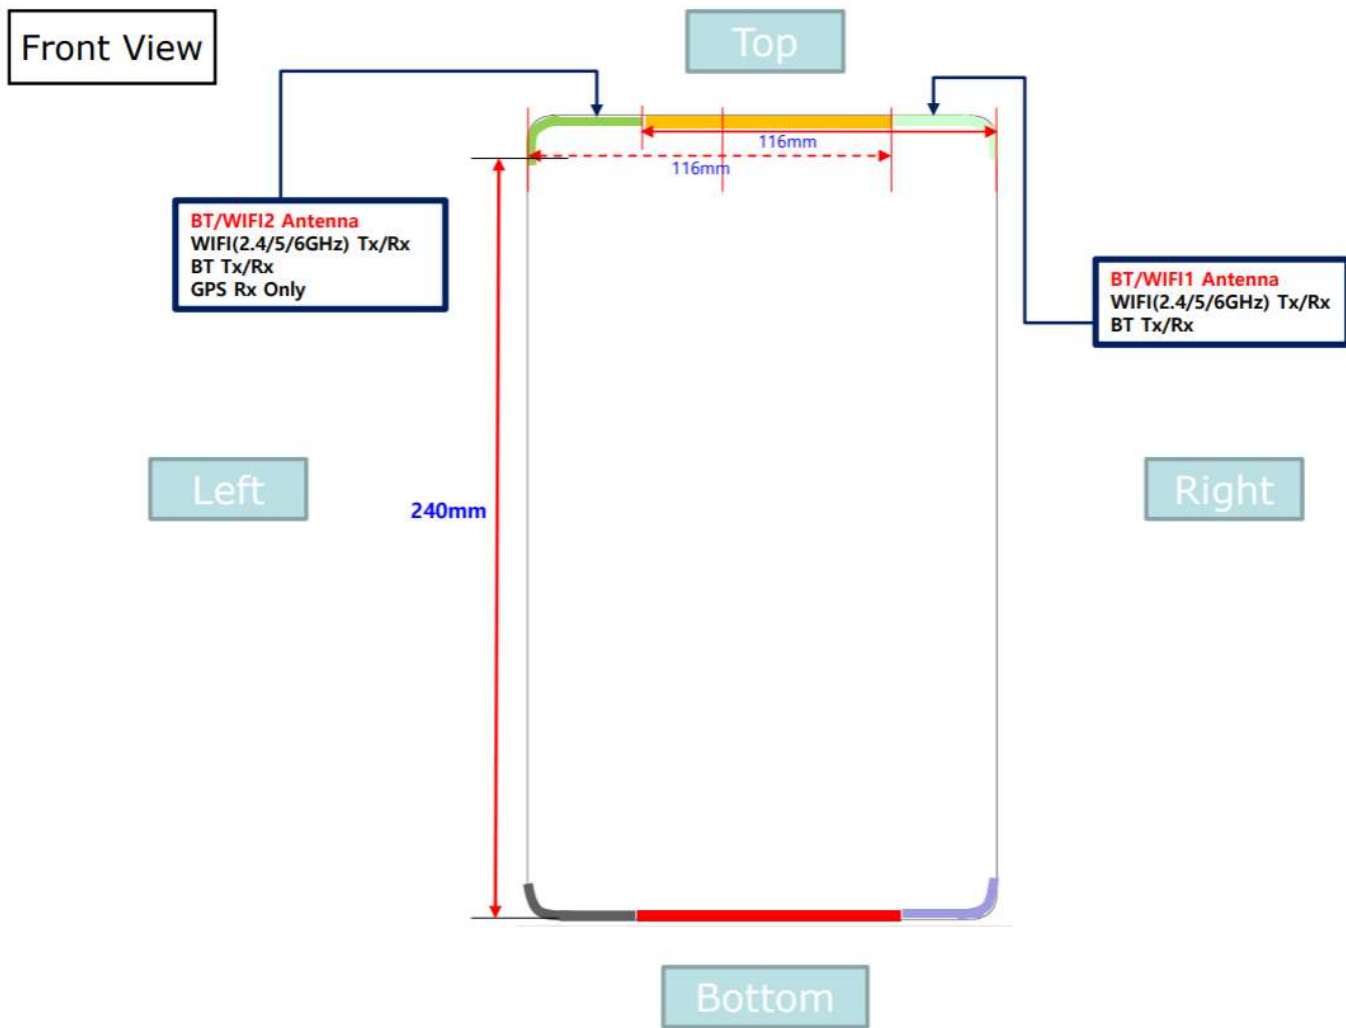 Front View
Top
116mm
116mm
BT/WIFI2 Antenna
WIFI(2.4/5/6GHz) Tx/Rx
BT Tx/Rx
GPS Rx Only
BT/WIFI1 Antenna
WIFI(2.4/5/6GHz) Tx/Rx
BT Tx/Rx
Left
Right
240mm
Bottom